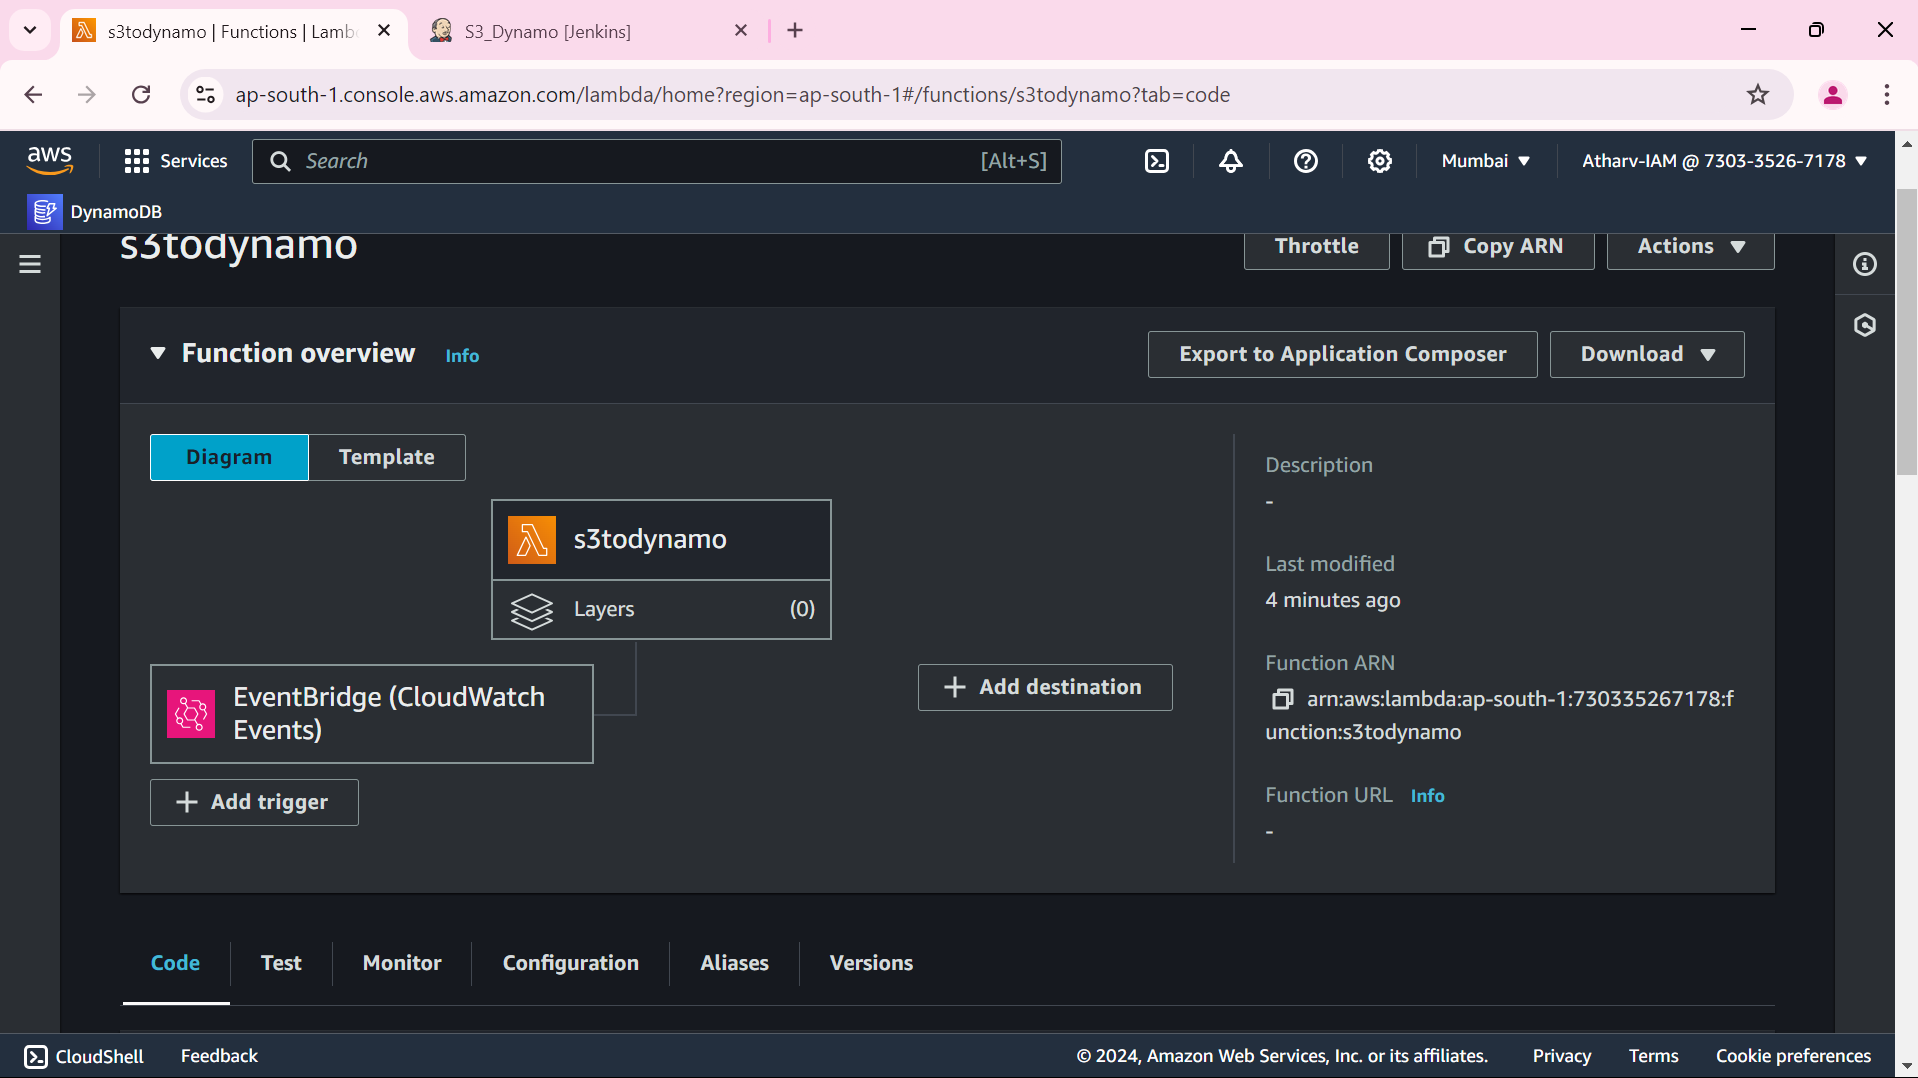 s3todynamo | Functions | Lamb
S3_Dynamo [Jenkins]
ap-south-1.console.aws.amazon.com/lambda/home?region=ap-south-1#/functions/s3todynamo?tab=code
aws
Services
Search
[Alt+S]
Mumbai
Atharv-IAM @ 7303-3526-7178
DynamoDB
s3todynamo
Throttle
Copy ARN
Actions
Function overview
Info
Export to Application Composer
Download
Diagram
Template
s3todynamo
Layers
(0)
EventBridge (CloudWatch
Events)
Add destination
Add trigger
Description
-
Last modified
4 minutes ago
Function ARN
arn:aws:lambda:ap-south-1:730335267178:f
unction:s3todynamo
Function URL
Info
-
Code
Test
Monitor
Configuration
Aliases
Versions
CloudShell
Feedback
© 2024, Amazon Web Services, Inc. or its affiliates.
Privacy
Terms
Cookie preferences